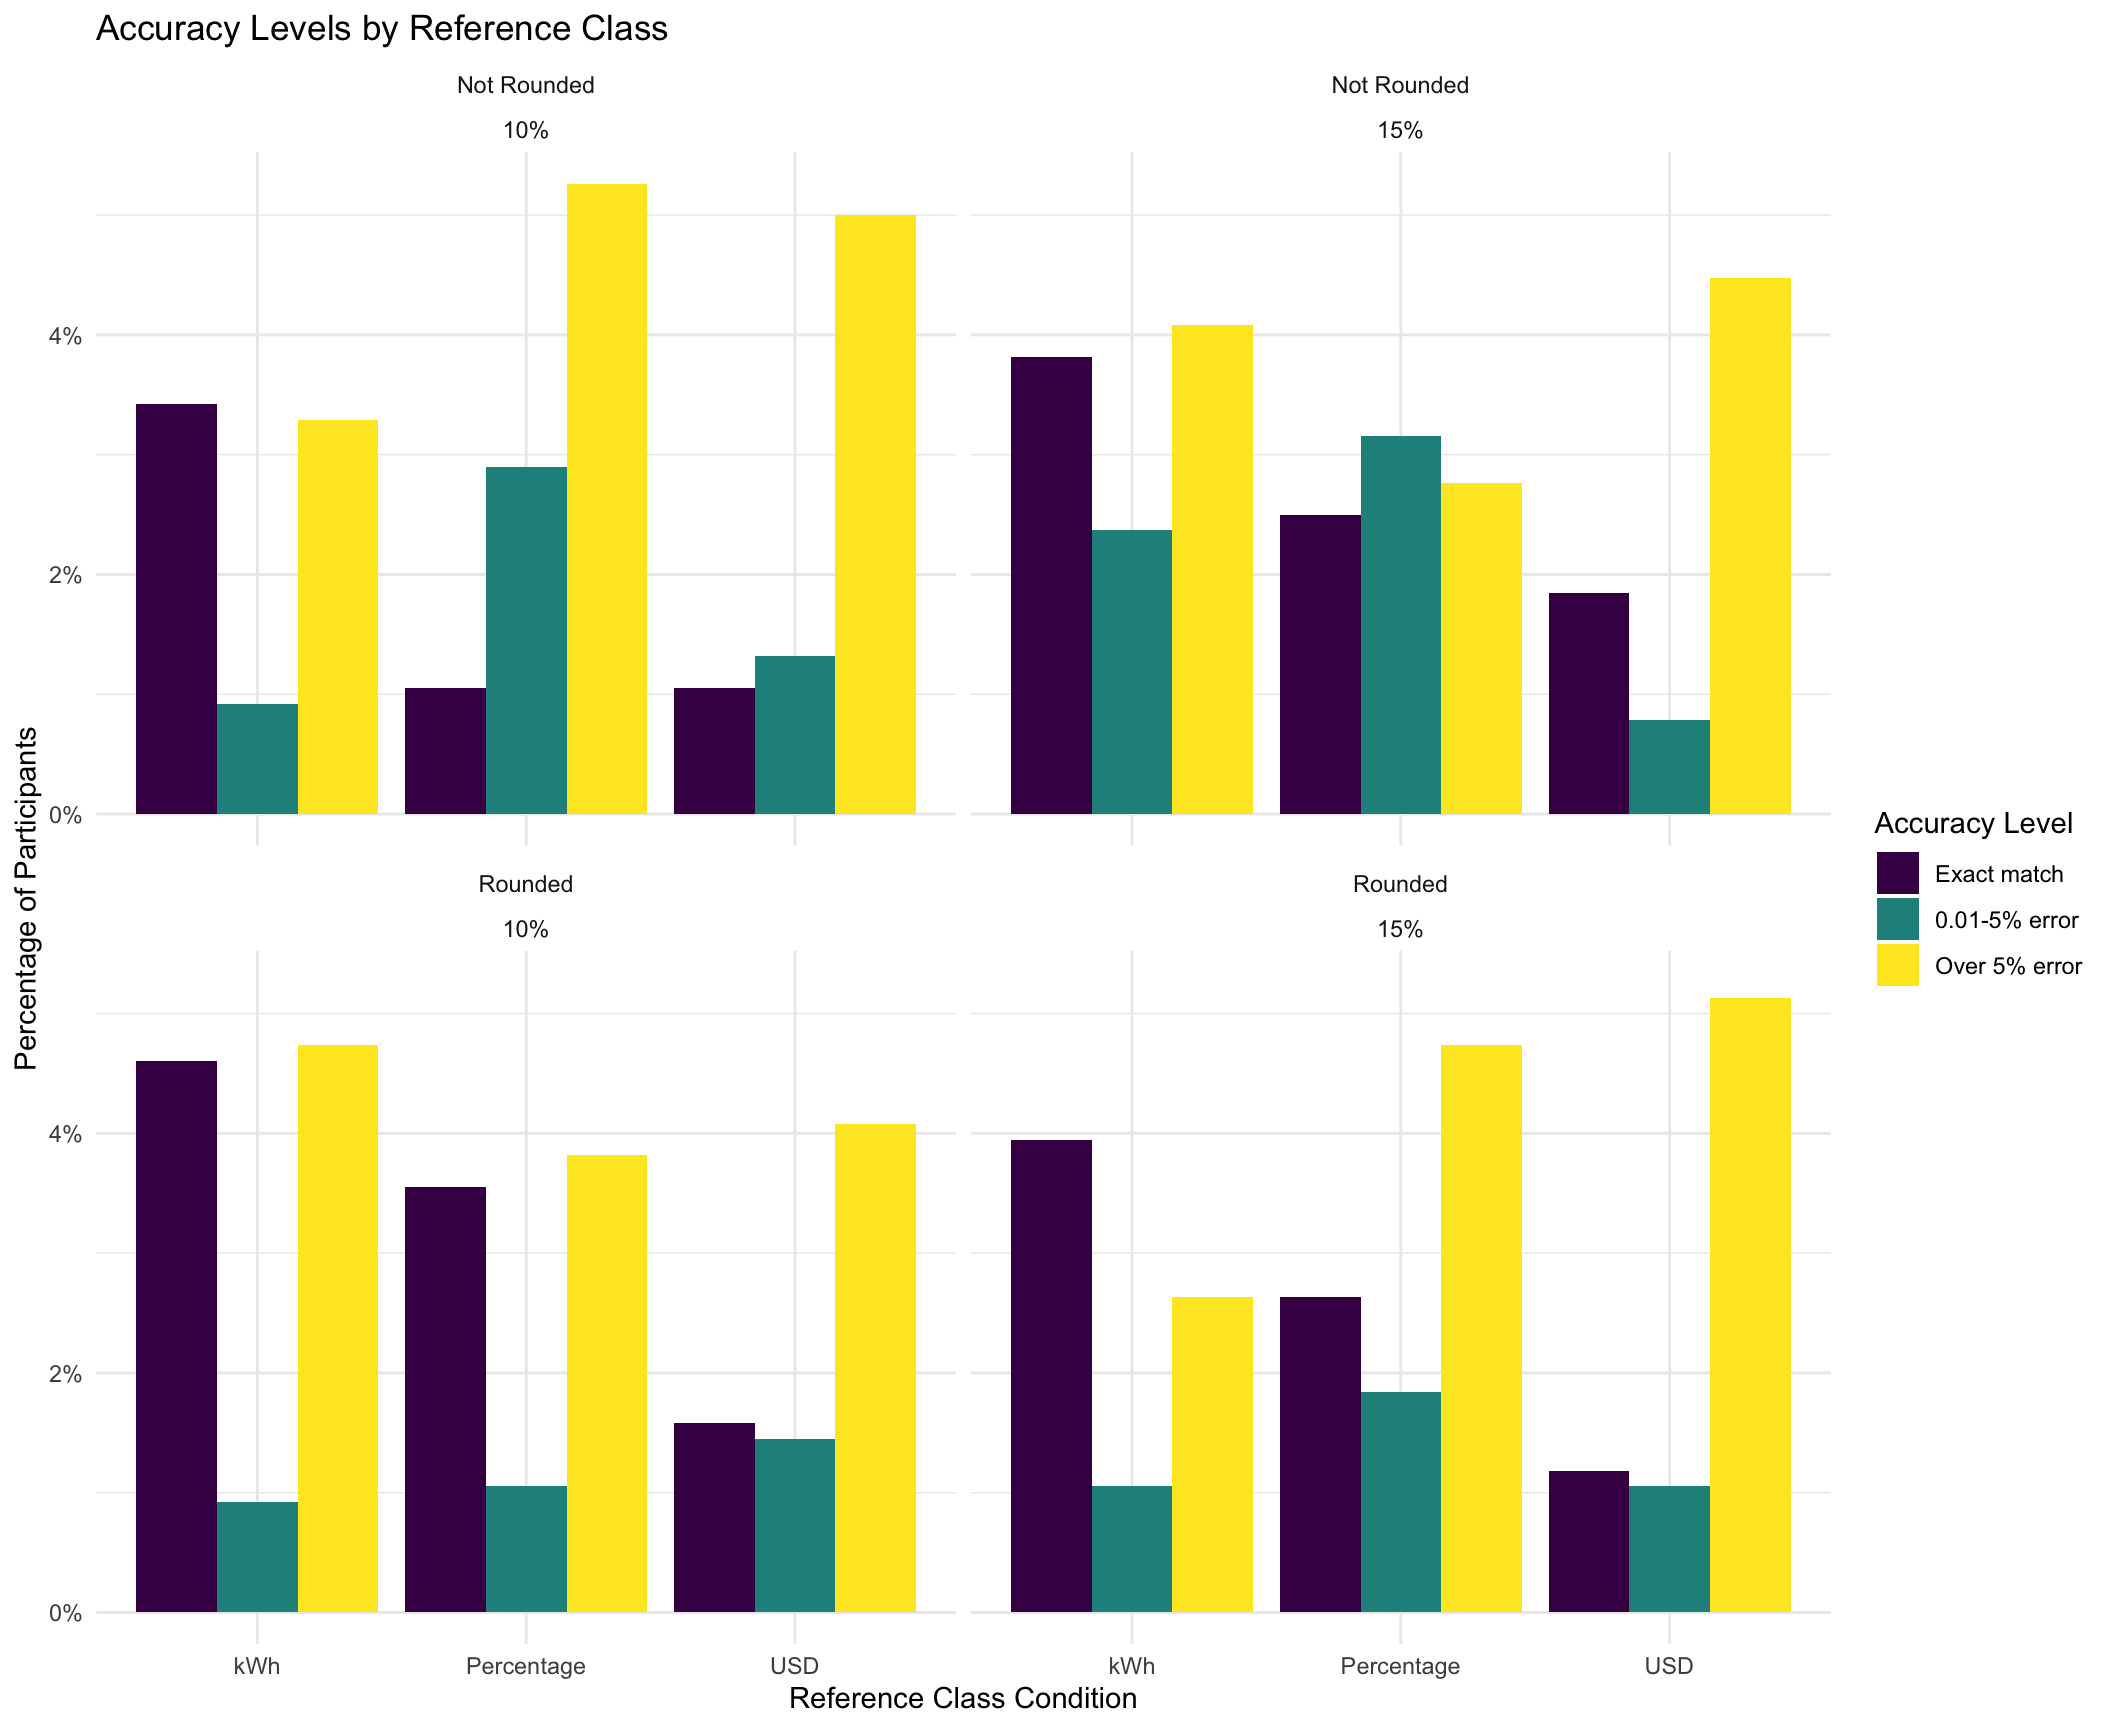 Accuracy Levels by Reference Class
Not Rounded
Not Rounded
10%
15%
4%
2%
0%
Rounded
Rounded
10%
15%
4%
2%
0%
kWh
Percentage
USD
kWh
Percentage
USD
Reference Class Condition
Percentage of Participants
Accuracy Level
Exact match
0.01-5% error
Over 5% error